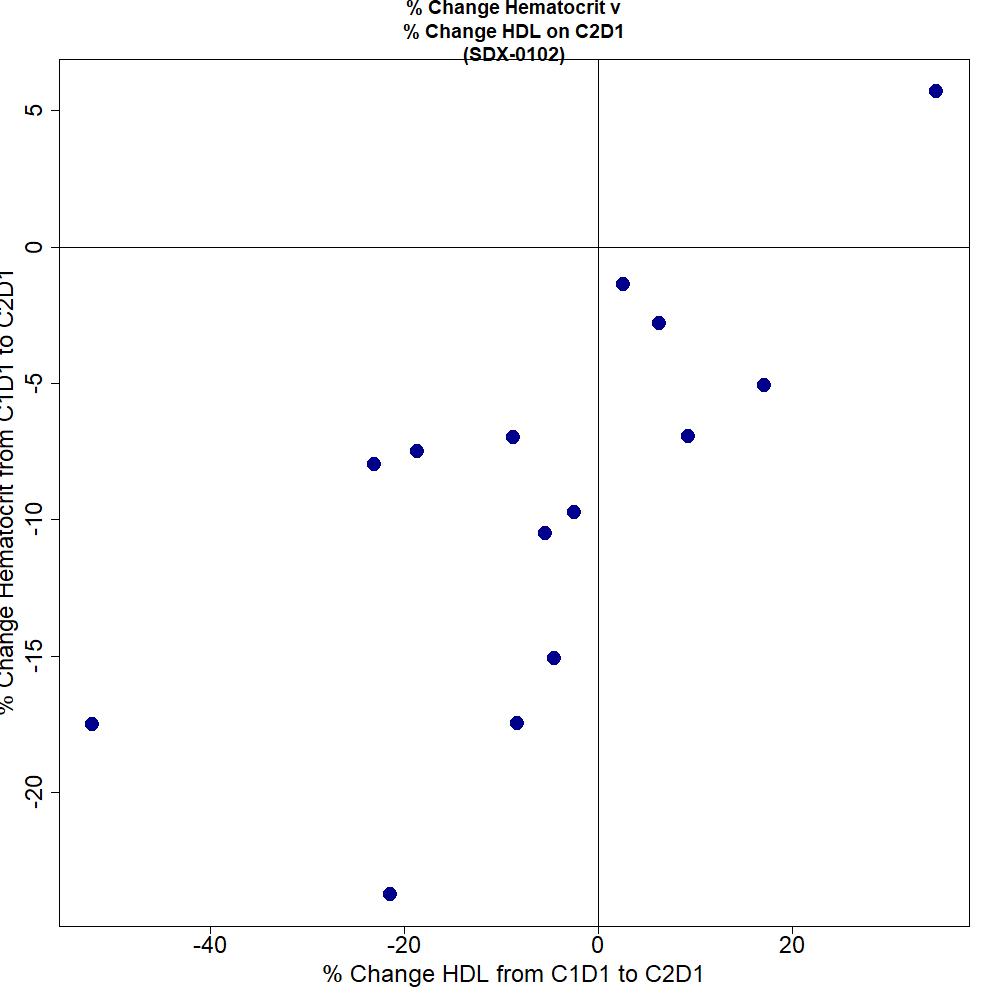 % Change Hematocrit v
% Change HDL on C2D1
(SDX-0102)
% Change Hematocrit from C1D1 to C2D1
5
0
-5
-10
-15
-20
-40
-20
0
20
% Change HDL from C1D1 to C2D1